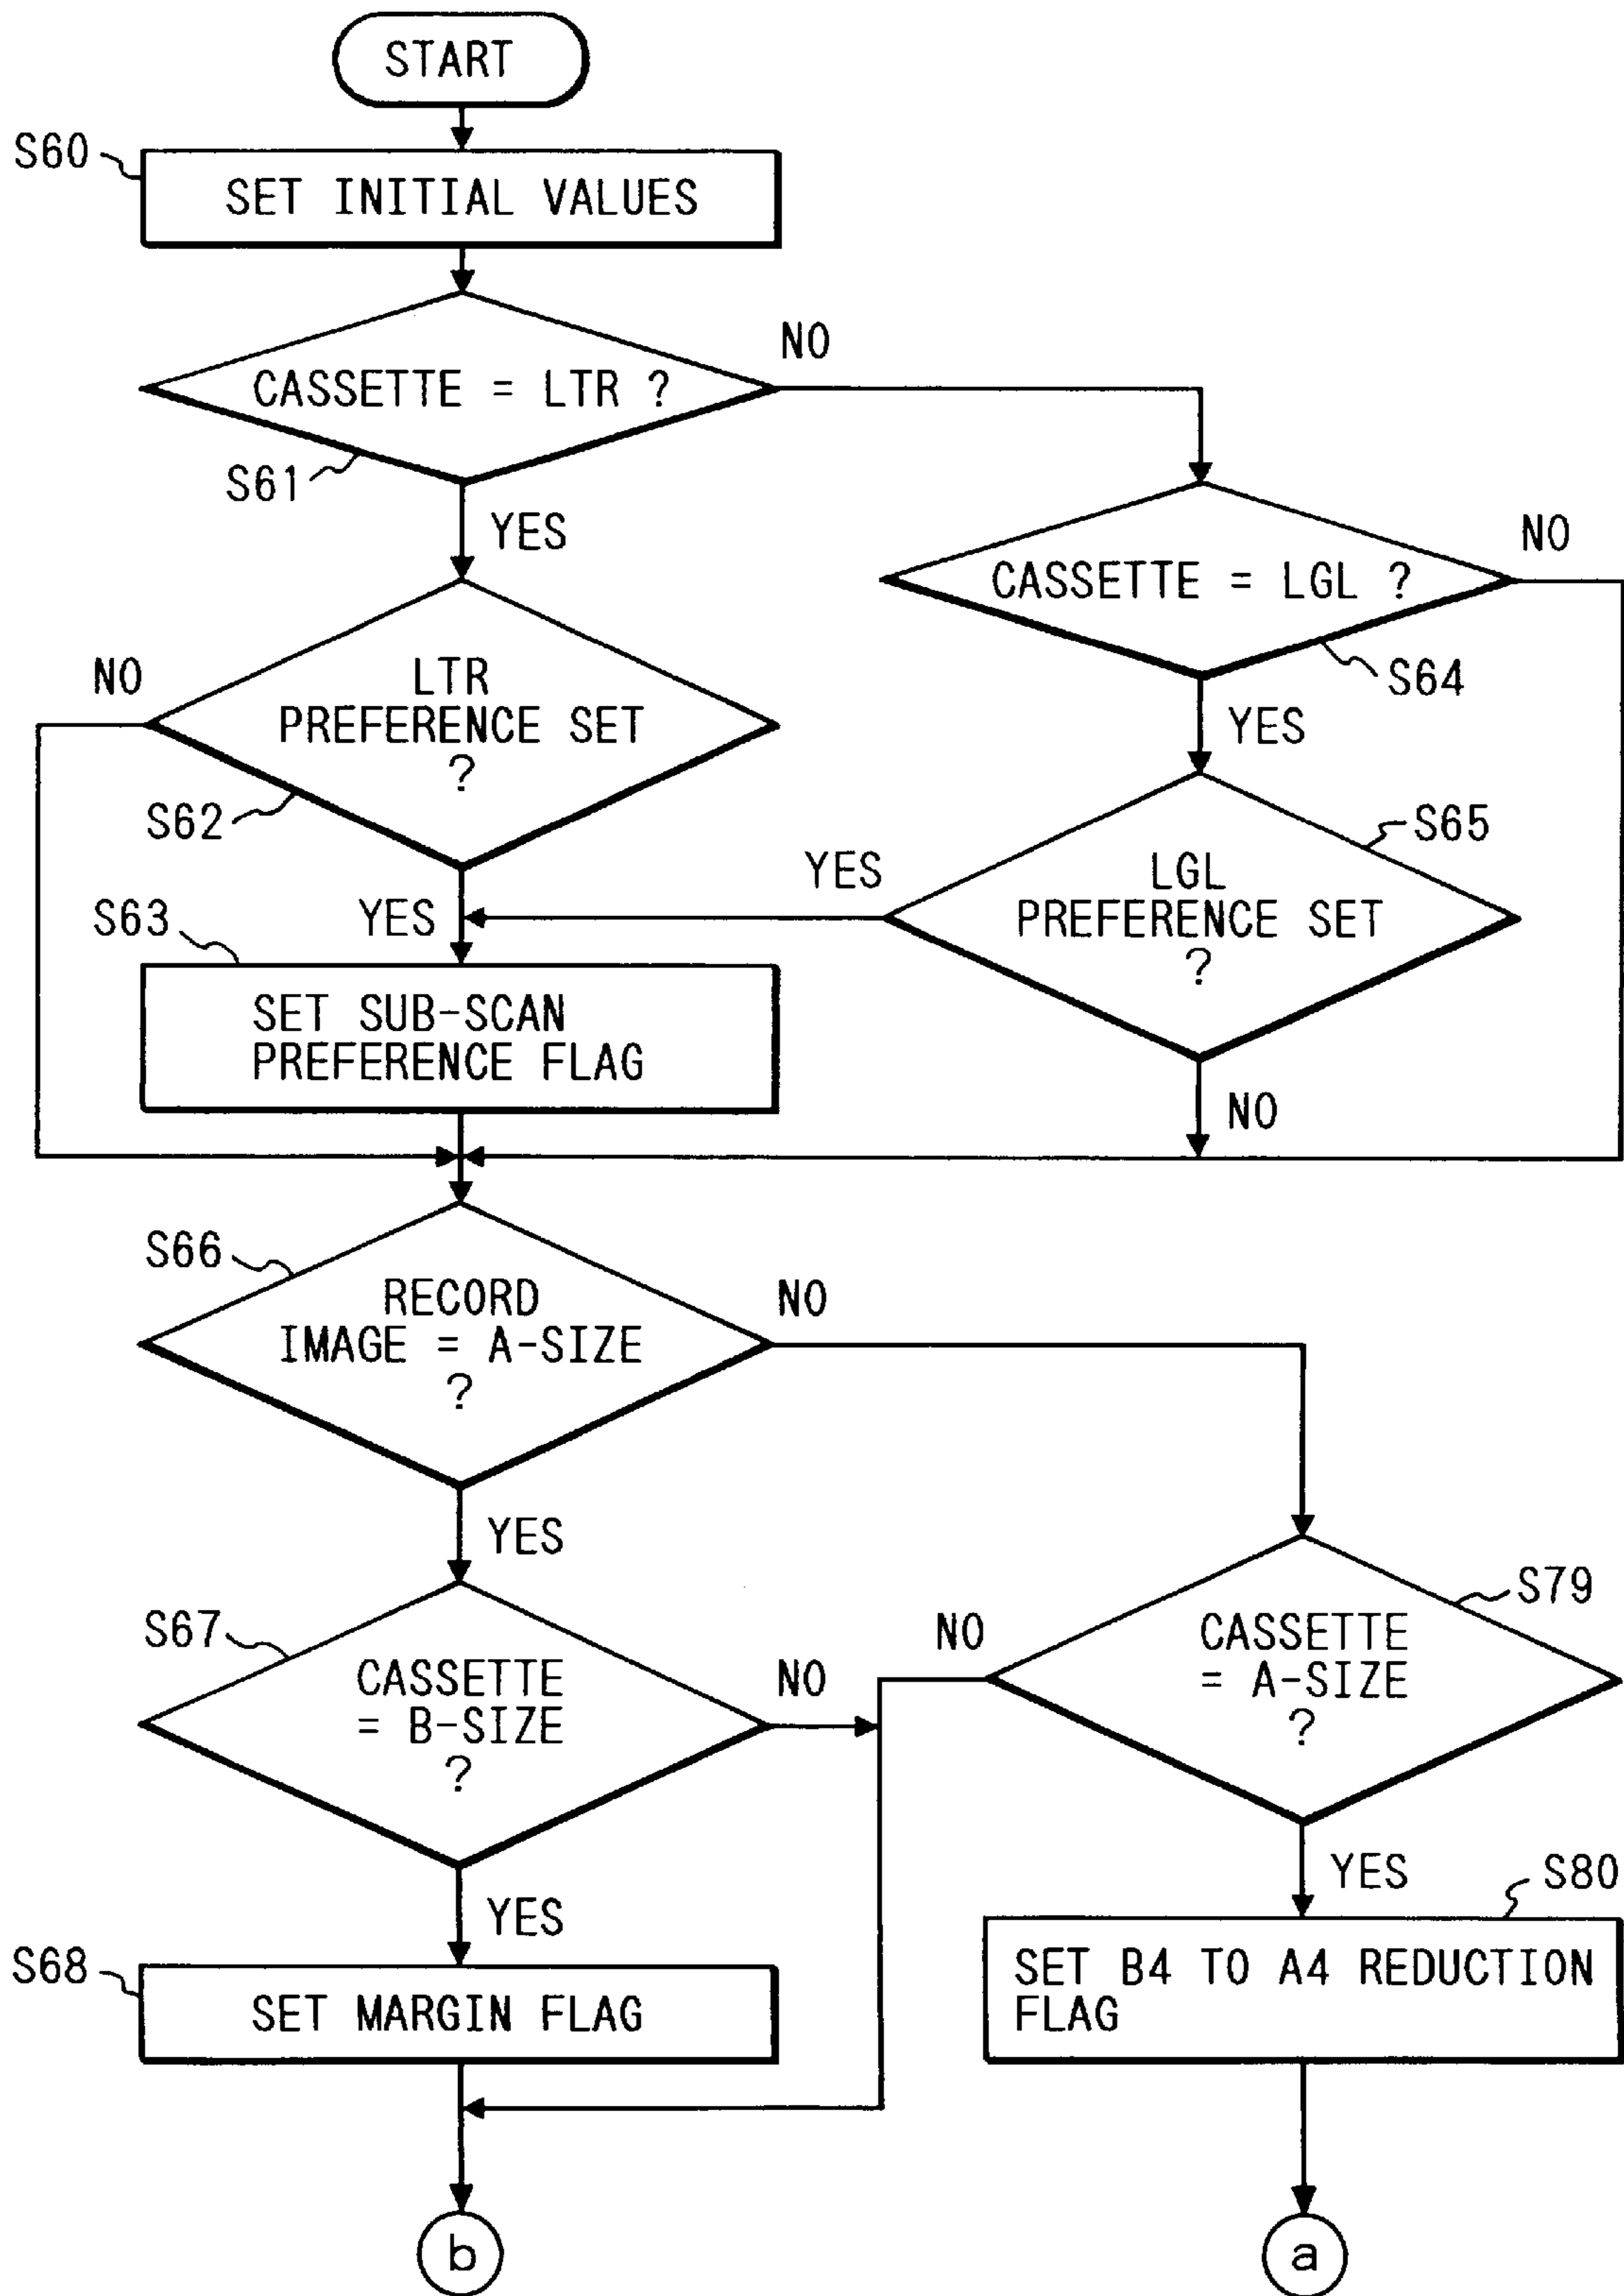 START
S60
SET INITIAL VALUES
NO
CASSETTE = LTR ?
S61
YES
NO
CASSETTE = LGL ?
S64
NO
LTR
PREFERENCE SET
?
S62
YES
S65
YES
LGL
PREFERENCE SET
?
S63
YES
SET SUB-SCAN
PREFERENCE FLAG
NO
S66
RECORD
IMAGE = A-SIZE
?
NO
YES
S67
CASSETTE
= B-SIZE
?
NO
S79
NO
CASSETTE
= A-SIZE
?
YES
S80
YES
S68
SET MARGIN FLAG
SET B4 TO A4 REDUCTION
FLAG
b
a